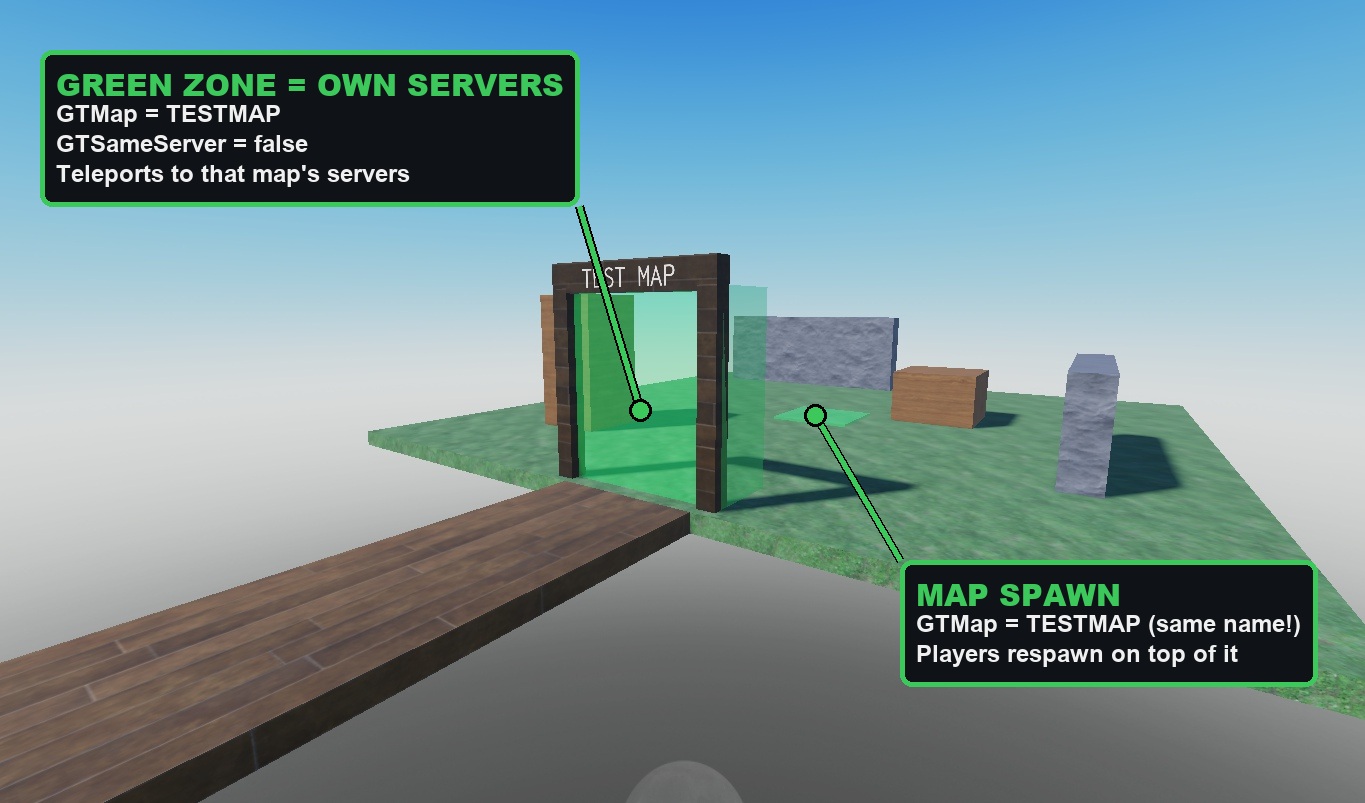 GREEN ZONE = OWN SERVERS
GTMap = TESTMAP
GTSameServer = false
Teleports to that map's servers
TEST MAP
MAP SPAWN
GTMap = TESTMAP (same name!)
Players respawn on top of it